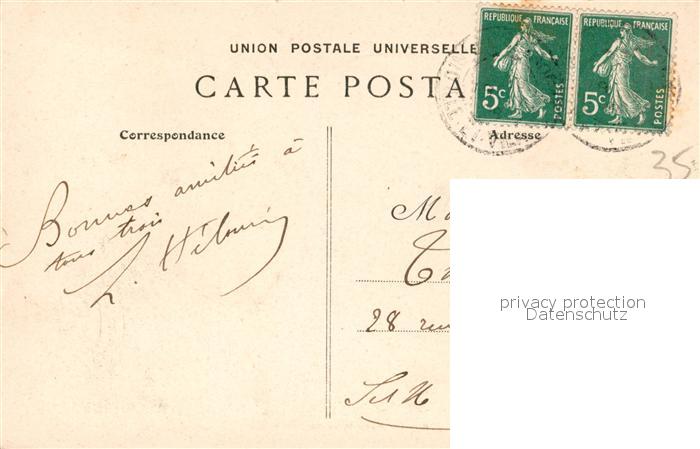 UNION POSTALE UNIVERSELLE
CARTE POSTA
REPUBLIQUE FRANÇAISE
5c
POSTES
REPUBLIQUE FRANÇAISE
5c
POSTES
Correspondance
Adresse
35.
Bonnes amitiés à
tous trois
28 rue
privacy protection
Datenschutz